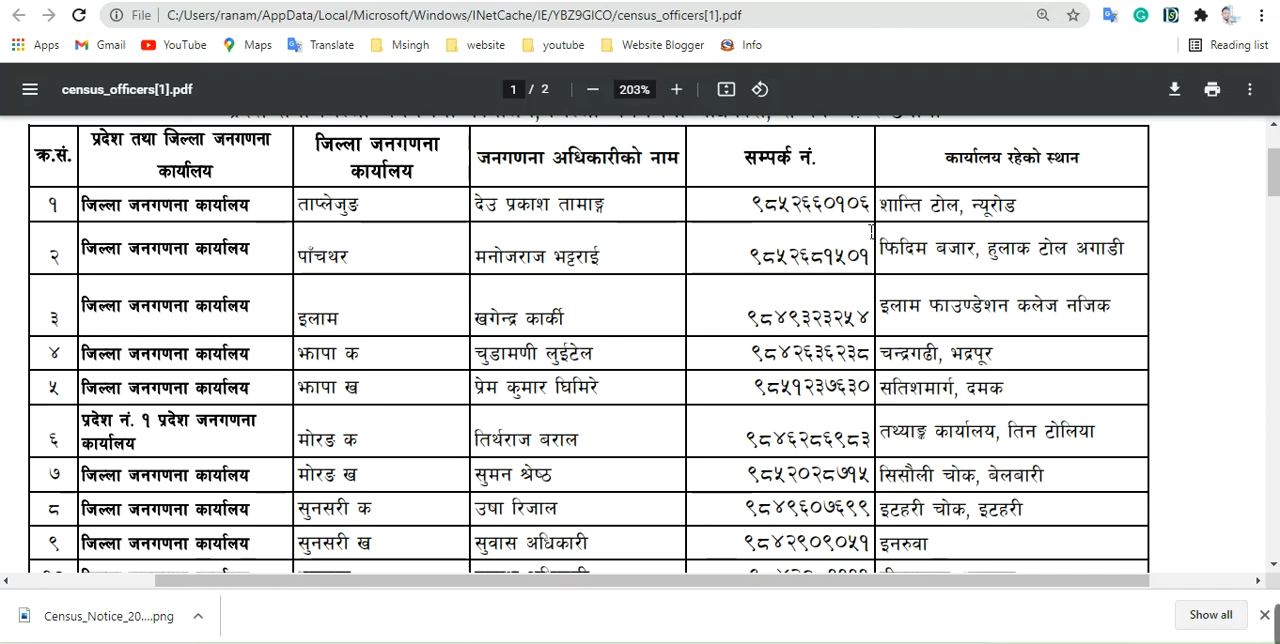 File
C:/Users/ranam/AppData/Local/Microsoft/Windows/INetCache/IE/YBZ9GICO/census_officers[1].pdf
Apps Gmail YouTube Maps Translate Msingh website youtube Website Blogger Info Reading list
census_officers[1].pdf 1 / 2 203%
क्र.सं. प्रदेश तथा जिल्ला जनगणना कार्यालय जिल्ला जनगणना कार्यालय जनगणना अधिकारीको नाम सम्पर्क नं. कार्यालय रहेको स्थान
१ जिल्ला जनगणना कार्यालय ताप्लेजुङ देउ प्रकाश तामाङ्ग ९८५२६६०१०६ शान्ति टोल, न्यूरोड
२ जिल्ला जनगणना कार्यालय पाँचथर मनोजराज भट्टराई ९८५२६८१५०१ फिदिम बजार, हुलाक टोल अगाडी
३ जिल्ला जनगणना कार्यालय इलाम खगेन्द्र कार्की ९८४९३२३२५४ इलाम फाउण्डेशन कलेज नजिक
४ जिल्ला जनगणना कार्यालय झापा क चुडामणी लुईटेल ९८४२६३६२३८ चन्द्रगढी, भद्रपूर
५ जिल्ला जनगणना कार्यालय झापा ख प्रेम कुमार घिमिरे ९८५१२३७६३० सतिशमार्ग, दमक
६ प्रदेश नं. १ प्रदेश जनगणना कार्यालय मोरङ क तिर्थराज बराल ९८४६२८६९८३ तथ्याङ्क कार्यालय, तिन टोलिया
७ जिल्ला जनगणना कार्यालय मोरङ ख सुमन श्रेष्ठ ९८५२०२८७१५ सिसौली चोक, बेलबारी
८ जिल्ला जनगणना कार्यालय सुनसरी क उषा रिजाल ९८४९६०७६९९ इटहरी चोक, इटहरी
९ जिल्ला जनगणना कार्यालय सुनसरी ख सुवास अधिकारी ९८४२९०९०५१ इनरुवा
Census_Notice_20....png Show all